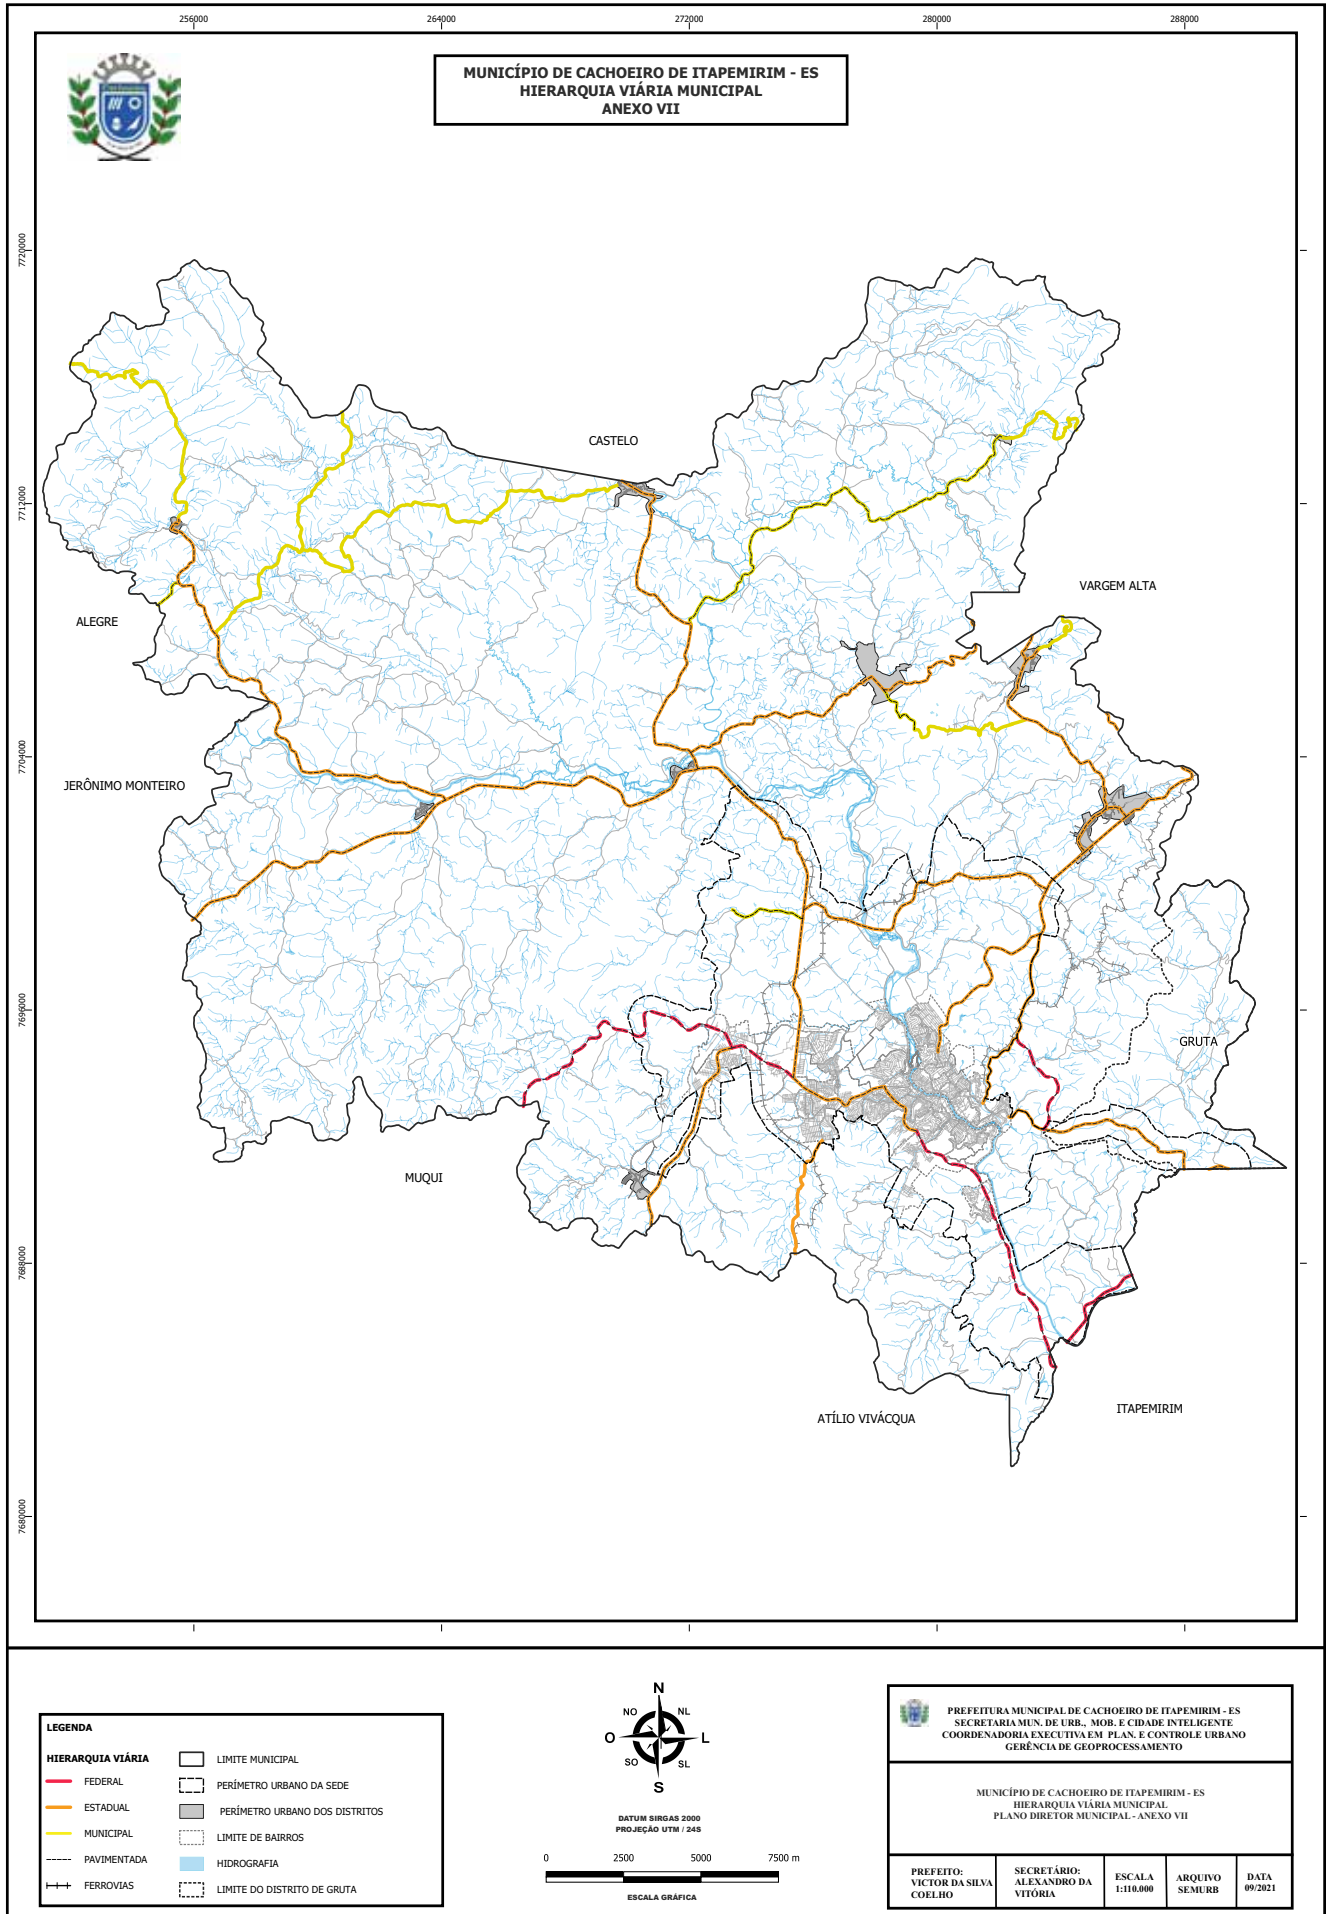 256000
264000
272000
280000
288000
MUNICÍPIO DE CACHOEIRO DE ITAPEMIRIM - ES
HIERARQUIA VIÁRIA MUNICIPAL
ANEXO VII
7720000
7712000
7704000
7696000
7688000
7680000
CASTELO
VARGEM ALTA
ALEGRE
JERÔNIMO MONTEIRO
GRUTA
MUQUI
ATÍLIO VIVÁCQUA
ITAPEMIRIM
LEGENDA
HIERARQUIA VIÁRIA
FEDERAL
ESTADUAL
MUNICIPAL
PAVIMENTADA
FERROVIAS
LIMITE MUNICIPAL
PERÍMETRO URBANO DA SEDE
PERÍMETRO URBANO DOS DISTRITOS
LIMITE DE BAIRROS
HIDROGRAFIA
LIMITE DO DISTRITO DE GRUTA
N
NO
NL
O
L
SO
SL
S
DATUM SIRGAS 2000
PROJEÇÃO UTM / 24S
0 2500 5000 7500 m
ESCALA GRÁFICA
PREFEITURA MUNICIPAL DE CACHOEIRO DE ITAPEMIRIM - ES
SECRETARIA MUN. DE URB., MOB. E CIDADE INTELIGENTE
COORDENADORIA EXECUTIVA EM PLAN. E CONTROLE URBANO
GERÊNCIA DE GEOPROCESSAMENTO
MUNICÍPIO DE CACHOEIRO DE ITAPEMIRIM - ES
HIERARQUIA VIÁRIA MUNICIPAL
PLANO DIRETOR MUNICIPAL - ANEXO VII
PREFEITO:
VICTOR DA SILVA
COELHO
SECRETÁRIO:
ALEXANDRO DA
VITÓRIA
ESCALA
1:110.000
ARQUIVO
SEMURB
DATA
09/2021